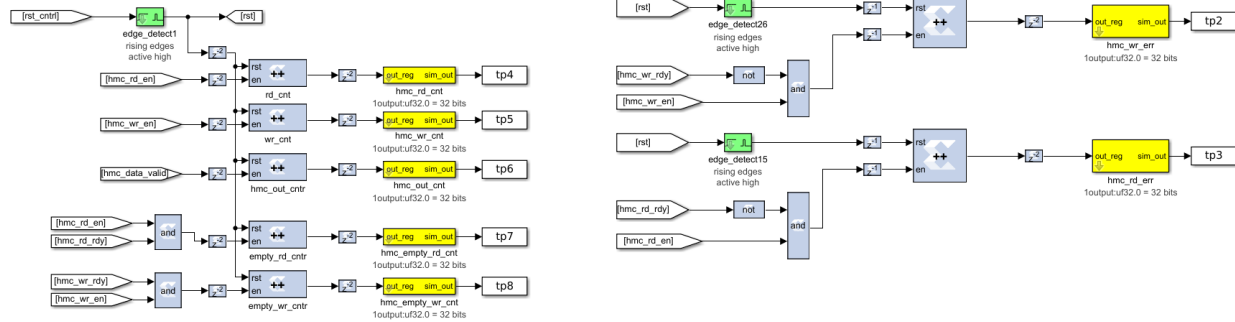 [rst_cntrl]
[rst]
edge_detect1
rising edges
active high
z-2
rst
en
++
rd_cnt
[hmc_rd_en]
z-2
z-2
out_reg sim_out
hmc_rd_cnt
1output:uf32.0 = 32 bits
tp4
rst
en
++
wr_cnt
[hmc_wr_en]
z-2
z-2
out_reg sim_out
hmc_wr_cnt
1output:uf32.0 = 32 bits
tp5
rst
en
++
hmc_out_cntr
[hmc_data_valid]
z-2
z-2
out_reg sim_out
hmc_out_cnt
1output:uf32.0 = 32 bits
tp6
[hmc_rd_en]
[hmc_rd_rdy]
and
z-2
rst
en
++
empty_rd_cntr
z-2
out_reg sim_out
hmc_empty_rd_cnt
1output:uf32.0 = 32 bits
tp7
[hmc_wr_rdy]
[hmc_wr_en]
and
z-2
rst
en
++
empty_wr_cntr
z-2
out_reg sim_out
hmc_empty_wr_cnt
1output:uf32.0 = 32 bits
tp8
[rst]
edge_detect26
rising edges
active high
z-1
z-1
rst
en
++
z-2
out_reg sim_out
hmc_wr_err
1output:uf32.0 = 32 bits
tp2
[hmc_wr_rdy]
not
[hmc_wr_en]
and
[rst]
edge_detect15
rising edges
active high
z-1
z-1
rst
en
++
z-2
out_reg sim_out
hmc_rd_err
1output:uf32.0 = 32 bits
tp3
[hmc_rd_rdy]
not
[hmc_rd_en]
and